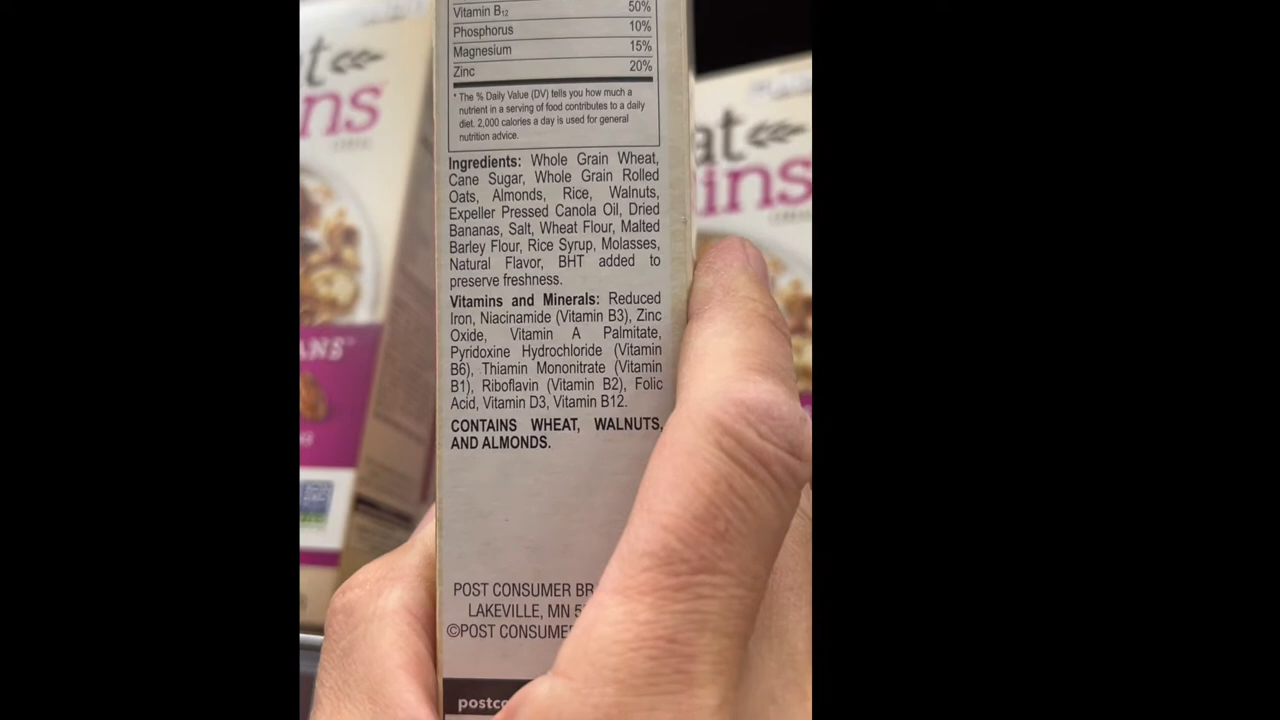 Vitamin B12 50%
Phosphorus 10%
Magnesium 15%
Zinc 20%
* The % Daily Value (DV) tells you how much a
nutrient in a serving of food contributes to a daily
diet. 2,000 calories a day is used for general
nutrition advice.
Ingredients: Whole Grain Wheat,
Cane Sugar, Whole Grain Rolled
Oats, Almonds, Rice, Walnuts,
Expeller Pressed Canola Oil, Dried
Bananas, Salt, Wheat Flour, Malted
Barley Flour, Rice Syrup, Molasses,
Natural Flavor, BHT added to
preserve freshness.
Vitamins and Minerals: Reduced
Iron, Niacinamide (Vitamin B3), Zinc
Oxide, Vitamin A Palmitate,
Pyridoxine Hydrochloride (Vitamin
B6), Thiamin Mononitrate (Vitamin
B1), Riboflavin (Vitamin B2), Folic
Acid, Vitamin D3, Vitamin B12.
CONTAINS WHEAT, WALNUTS,
AND ALMONDS.
POST CONSUMER BR
LAKEVILLE, MN 5
©POST CONSUME
postco
t
ns
ANS™
at
ins